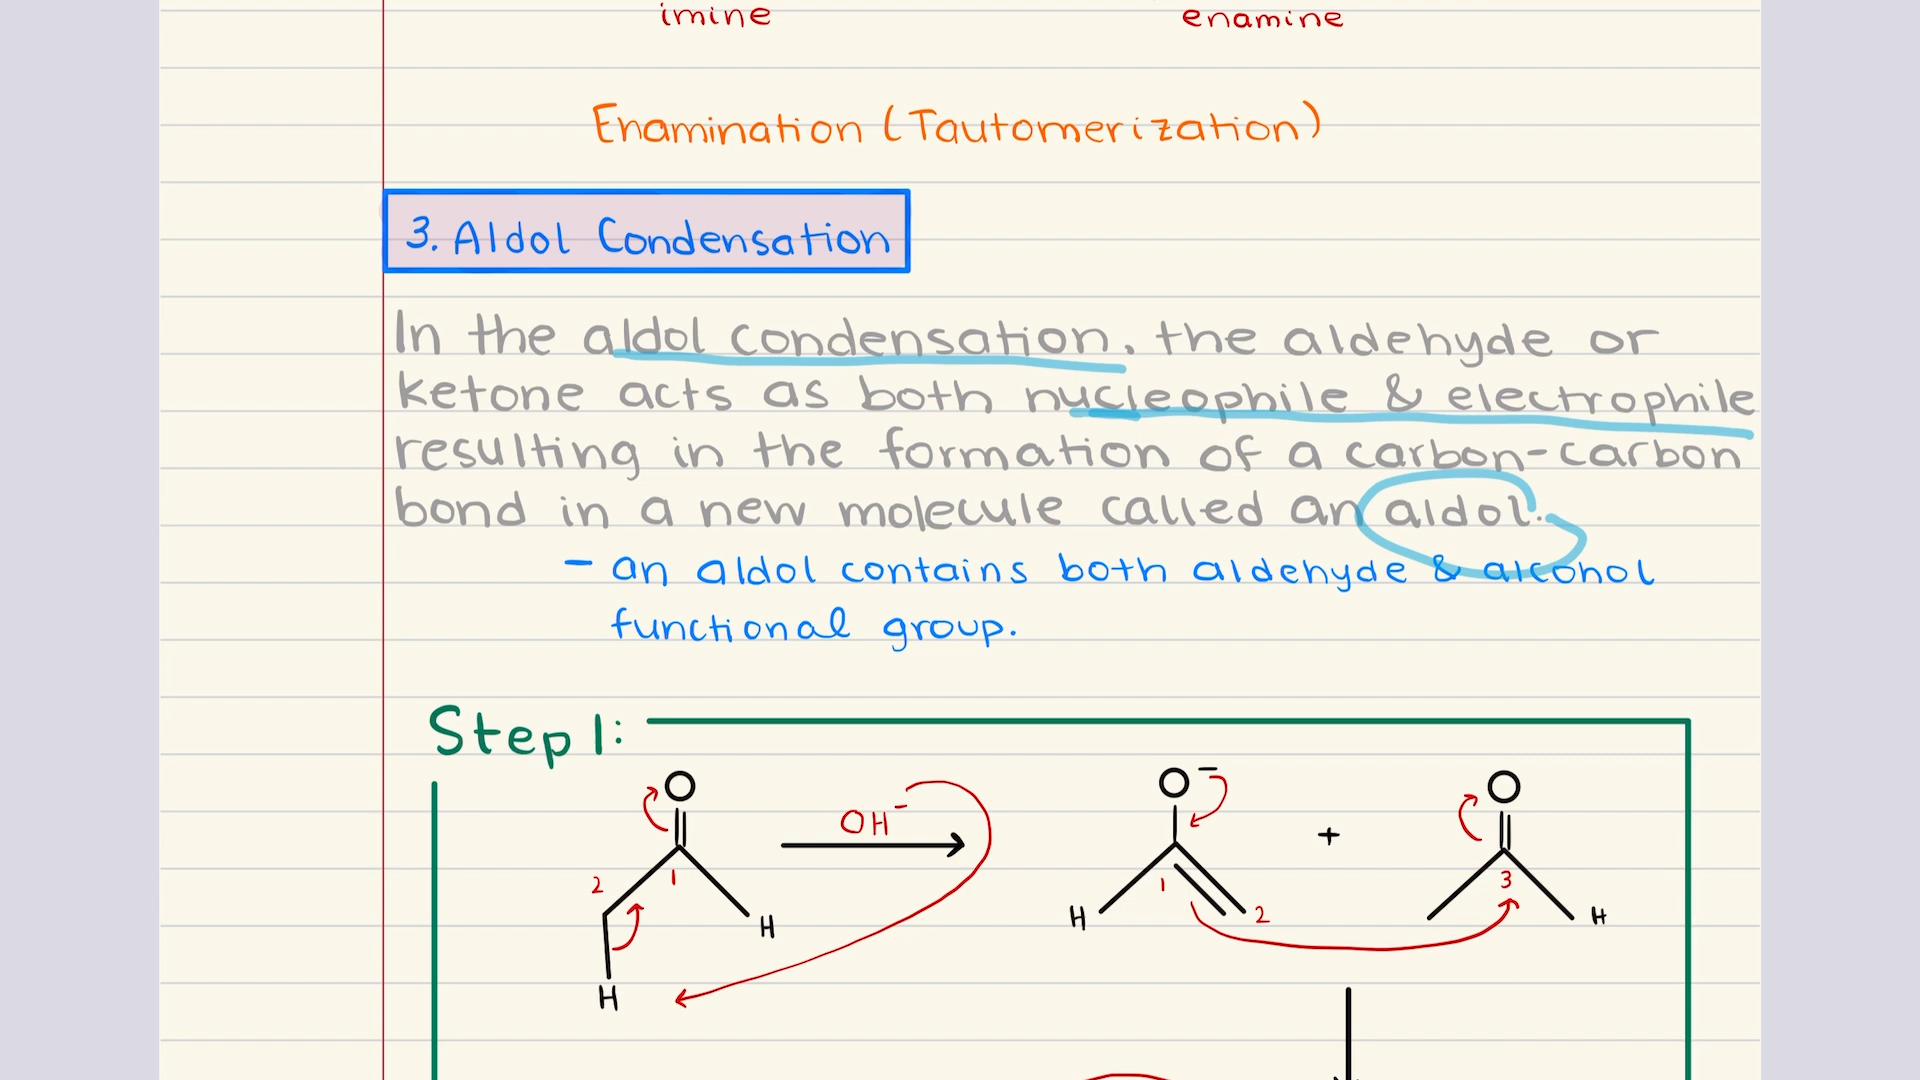 imine enamine
Enamination (Tautomerization)
3. Aldol Condensation
In the aldol condensation, the aldehyde or
ketone acts as both nucleophile & electrophile
resulting in the formation of a carbon-carbon
bond in a new molecule called an aldol.
- an aldol contains both aldehyde & alcohol
functional group.
Step 1:
O OH⁻ O⁻ + O
2 1 H H 1 2 3 H
H